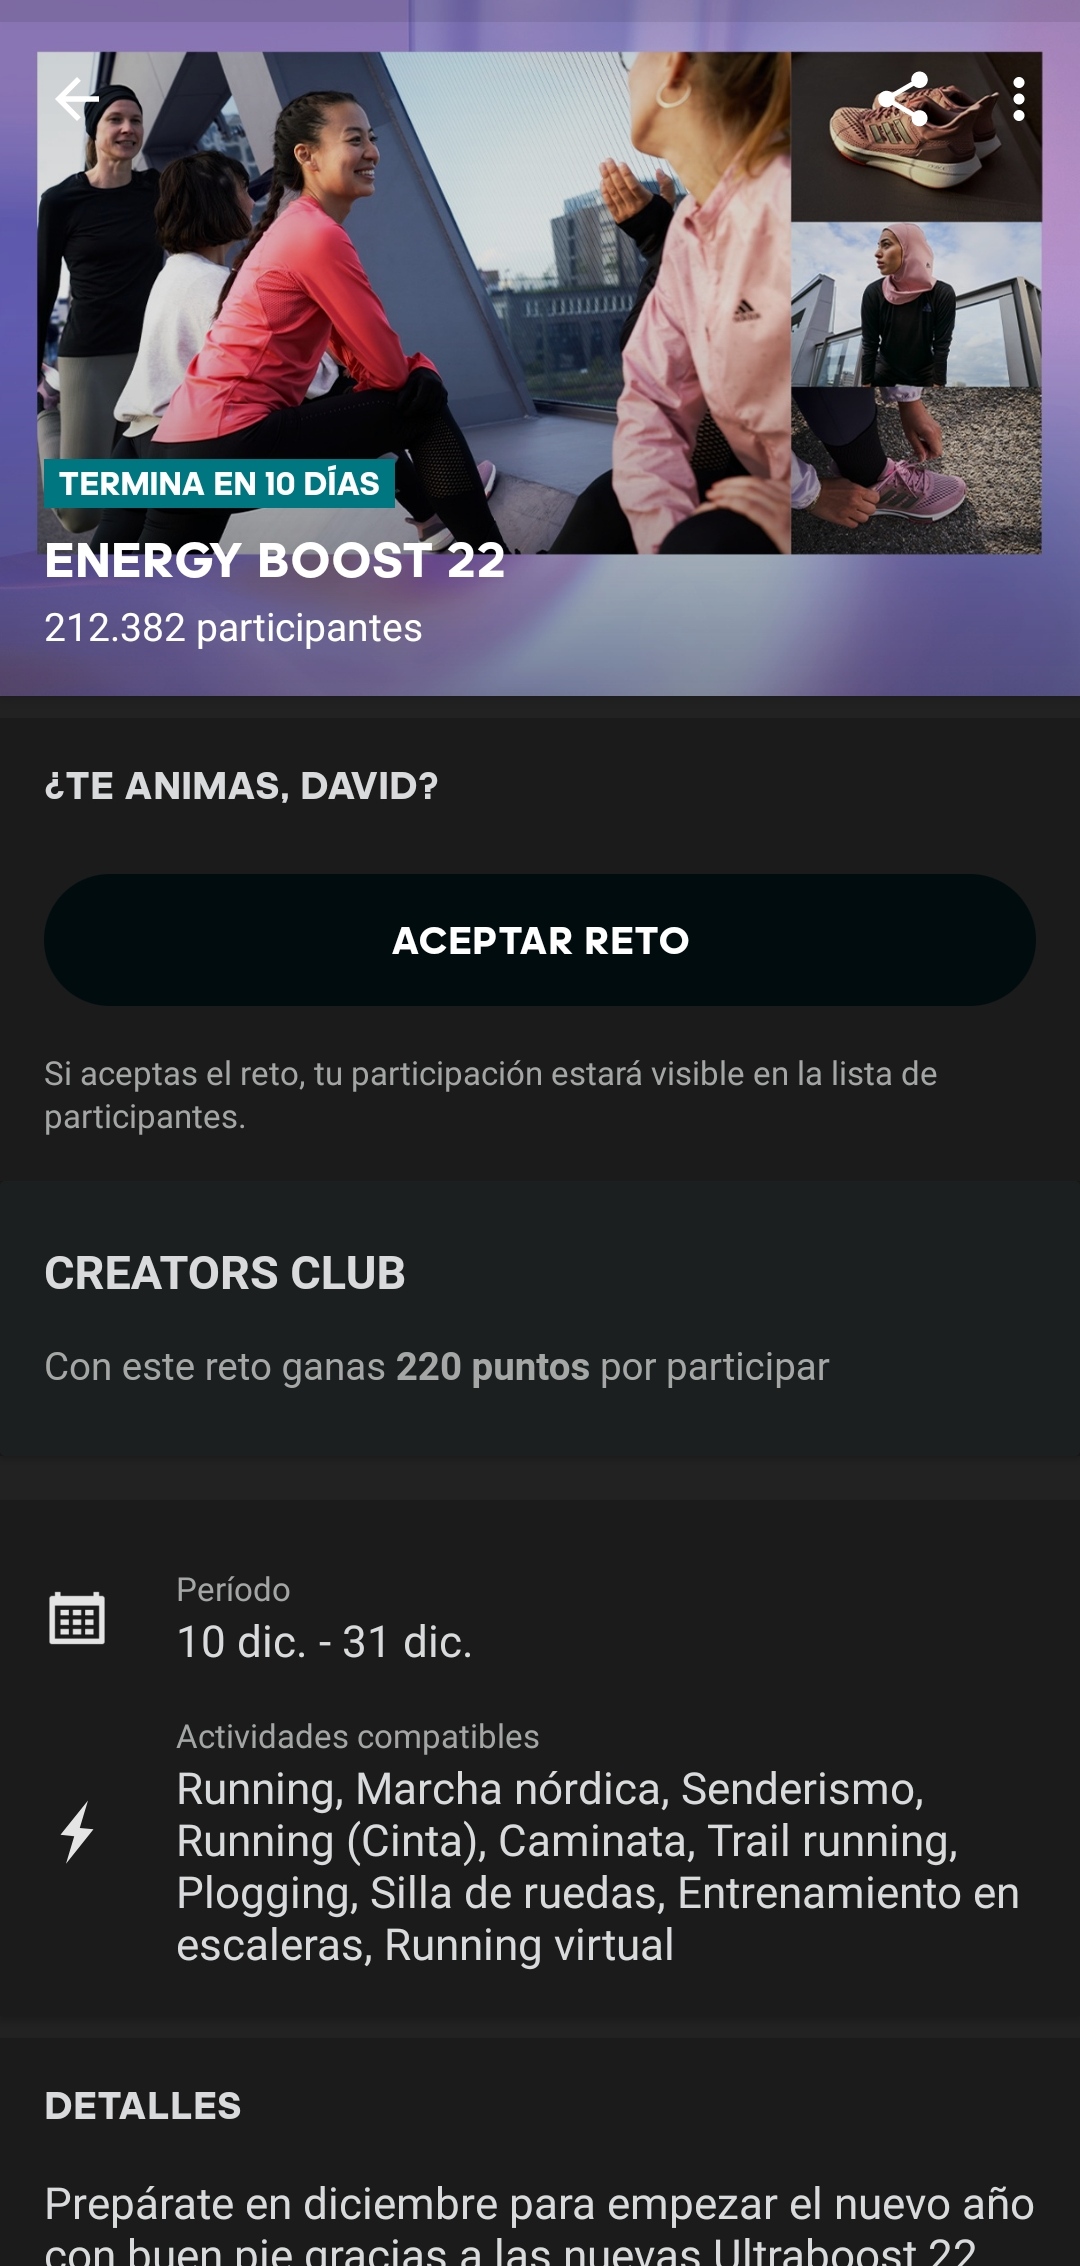 TERMINA EN 10 DÍAS
ENERGY BOOST 22
212.382 participantes
¿TE ANIMAS, DAVID?
ACEPTAR RETO
Si aceptas el reto, tu participación estará visible en la lista de
participantes.
CREATORS CLUB
Con este reto ganas 220 puntos por participar
Período
10 dic. - 31 dic.
Actividades compatibles
Running, Marcha nórdica, Senderismo,
Running (Cinta), Caminata, Trail running,
Plogging, Silla de ruedas, Entrenamiento en
escaleras, Running virtual
DETALLES
Prepárate en diciembre para empezar el nuevo año
con buen pie gracias a las nuevas Ultraboost 22